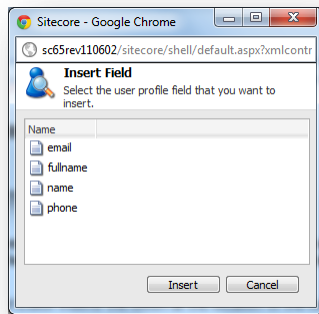 Sitecore - Google Chrome
sc65rev110602/sitecore/shell/default.aspx?xmlcontr
Insert Field
Select the user profile field that you want to
insert.
Name
email
fullname
name
phone
Insert Cancel